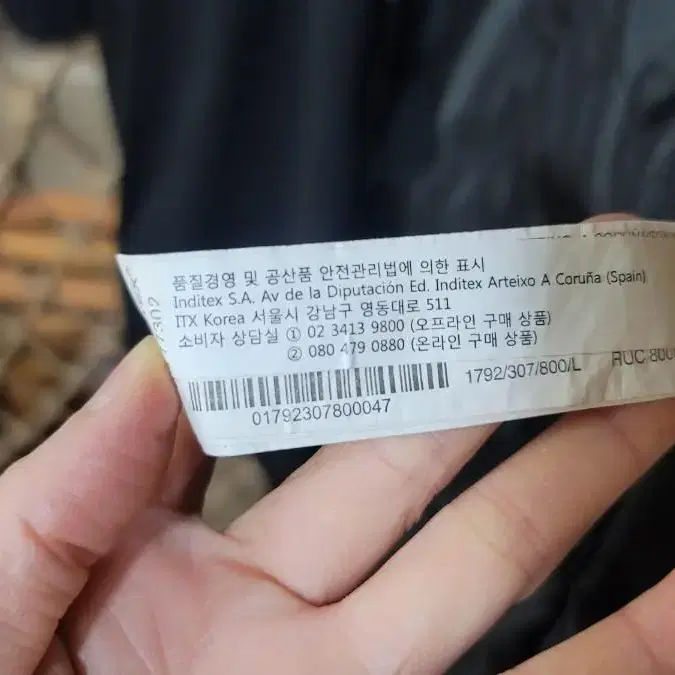 품질경영 및 공산품 안전관리법에 의한 표시
Inditex S.A. Av de la Diputación Ed. Inditex Arteixo A Coruña (Spain)
ITX Korea 서울시 강남구 영동대로 511
소비자 상담실 ① 02 3413 9800 (오프라인 구매 상품)
② 080 479 0880 (온라인 구매 상품)
1792/307/800/L
RUC
01792307800047